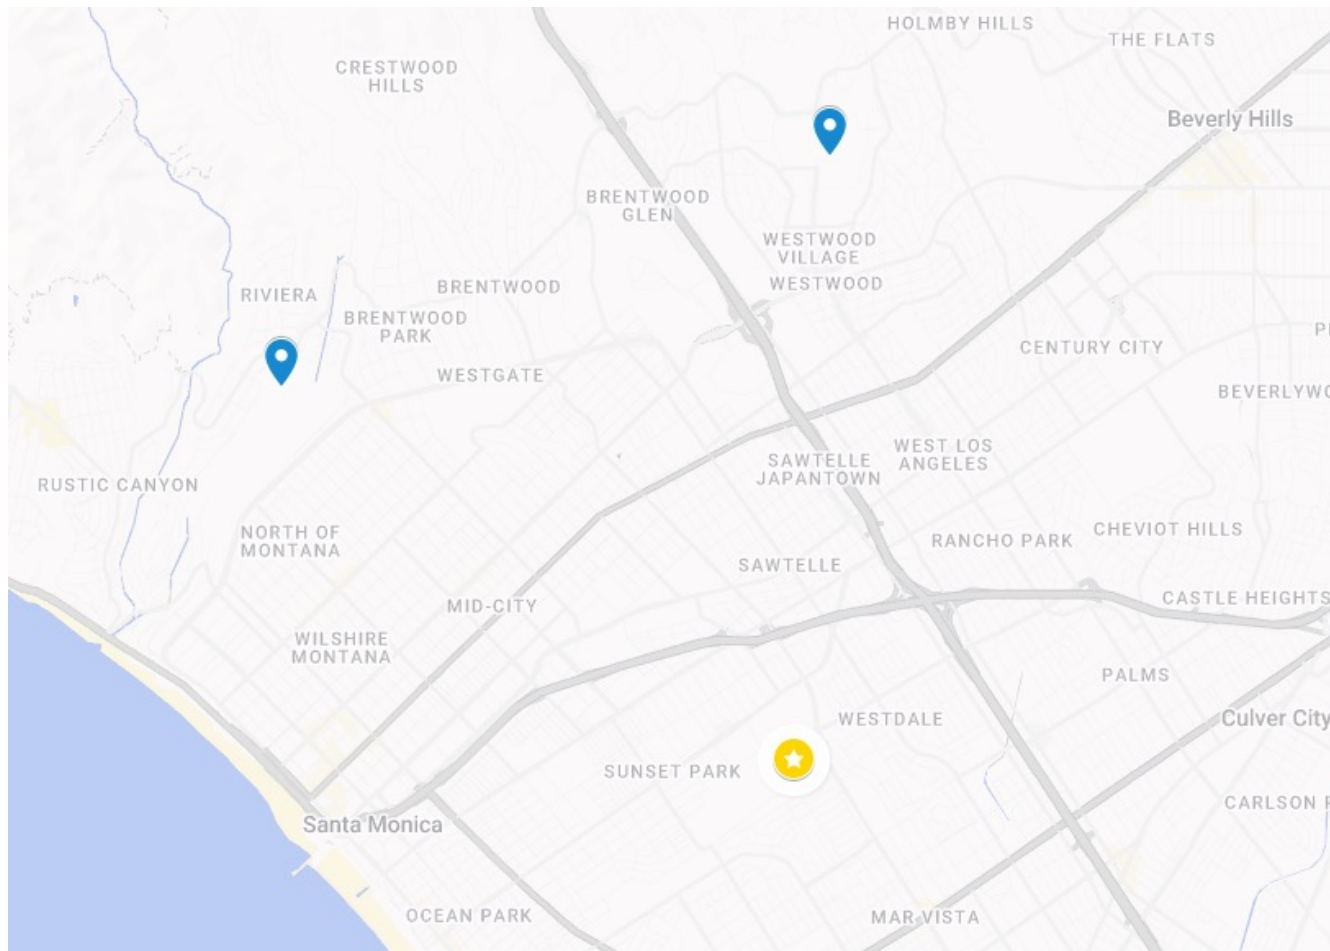 HOLMBY HILLS
THE FLATS
CRESTWOOD
HILLS
Beverly Hills
BRENTWOOD
GLEN
WESTWOOD
VILLAGE
WESTWOOD
RIVIERA
BRENTWOOD
BRENTWOOD
PARK
CENTURY CITY
WESTGATE
BEVERLYWO
WEST LOS
ANGELES
SAWTELLE
JAPANTOWN
RUSTIC CANYON
NORTH OF
MONTANA
RANCHO PARK
CHEVIOT HILLS
SAWTELLE
MID-CITY
CASTLE HEIGHTS
WILSHIRE
MONTANA
PALMS
WESTDALE
Culver City
SUNSET PARK
CARLSON
Santa Monica
OCEAN PARK
MAR VISTA